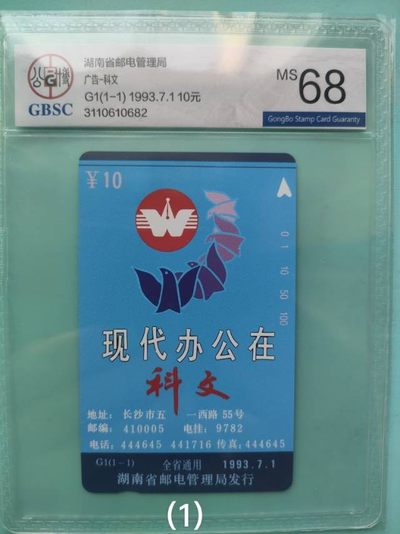 湖南省邮电管理局
广告-科文
G1(1-1) 1993.7.1 10元
3110610682
GBSC
MS 68
GongBo Stamp Card Guaranty
¥10
W
0 1 10 50 100
现代办公在
科文
地址: 长沙市五一西路 55号
邮编: 410005 电挂: 9782
电话: 444645 441716 传真: 444645
G1(1-1) 全省通用 1993.7.1
湖南省邮电管理局发行
(1)